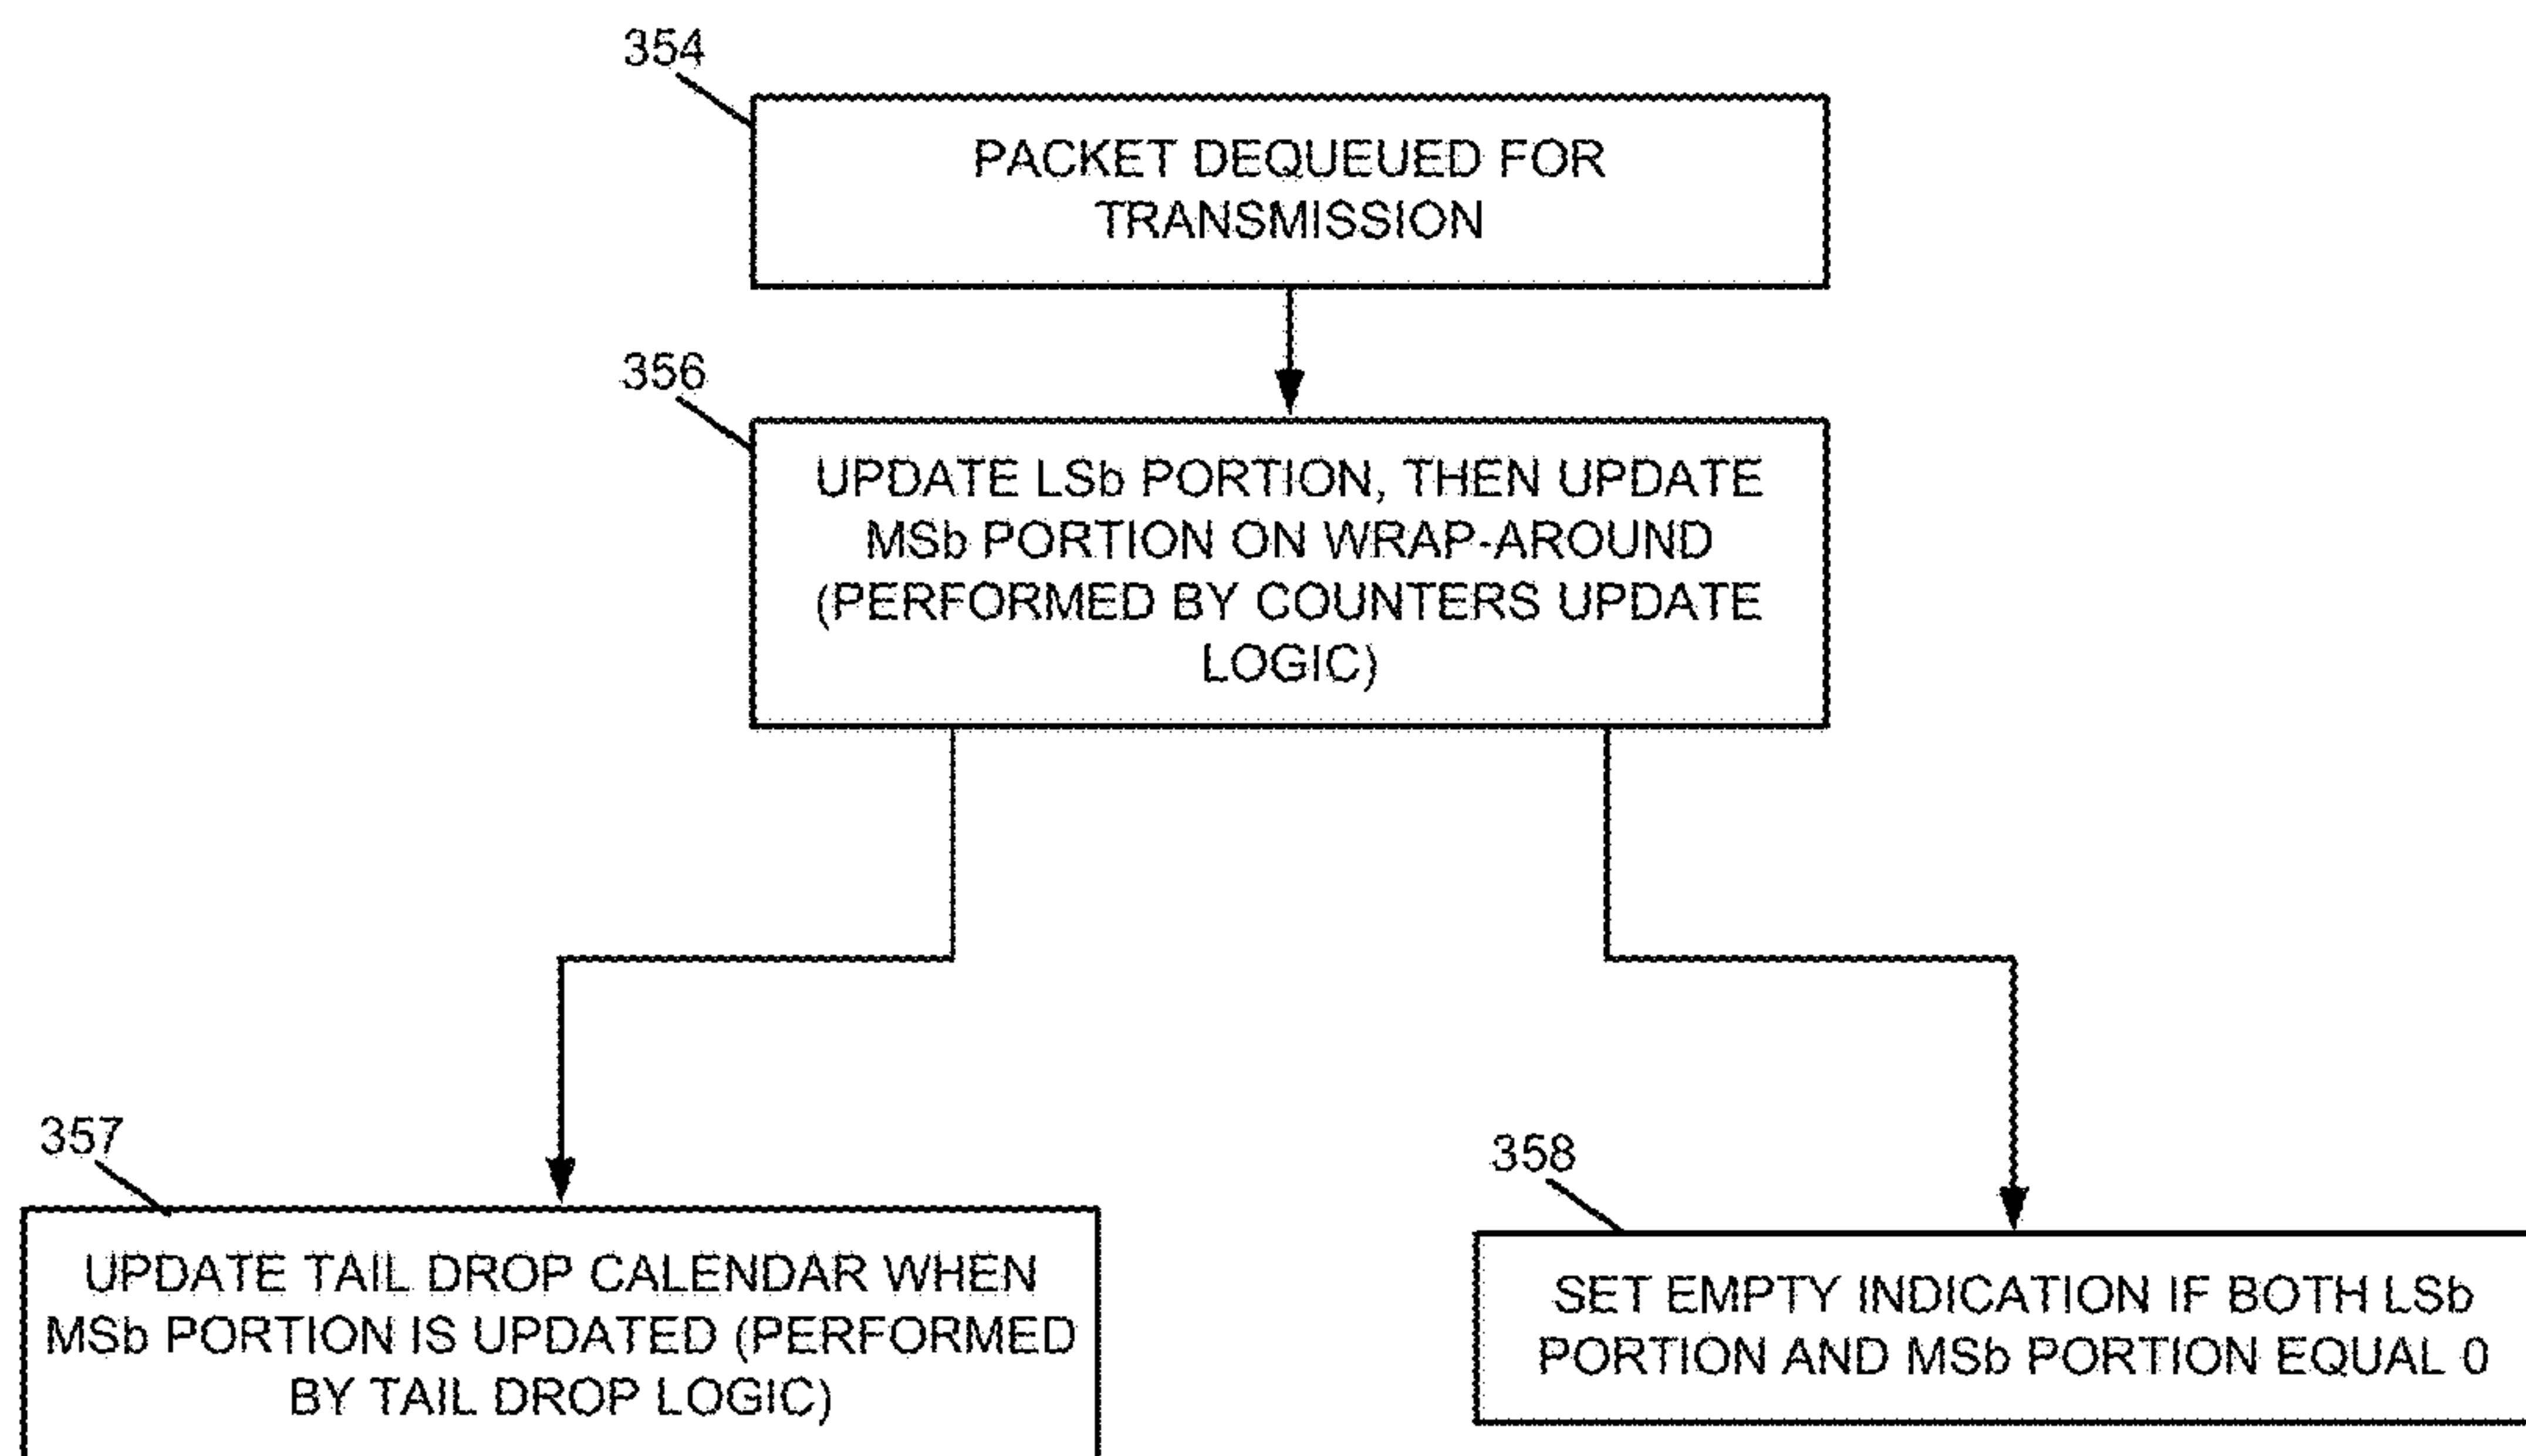 354
PACKET DEQUEUED FOR
TRANSMISSION
356
UPDATE LSb PORTION, THEN UPDATE
MSb PORTION ON WRAP-AROUND
(PERFORMED BY COUNTERS UPDATE
LOGIC)
357
UPDATE TAIL DROP CALENDAR WHEN
MSb PORTION IS UPDATED (PERFORMED
BY TAIL DROP LOGIC)
358
SET EMPTY INDICATION IF BOTH LSb
PORTION AND MSb PORTION EQUAL 0